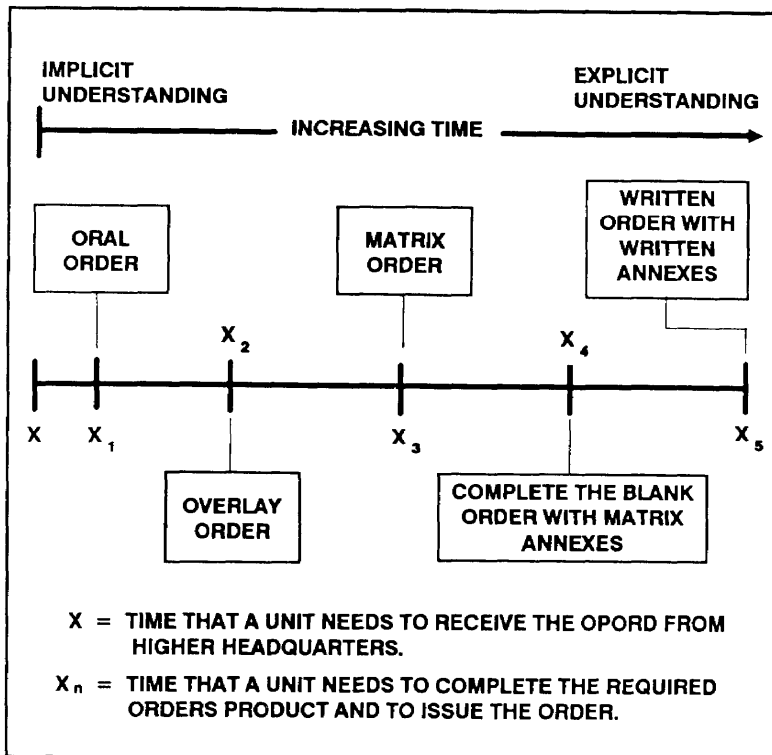 IMPLICIT
UNDERSTANDING
EXPLICIT
UNDERSTANDING
INCREASING TIME
ORAL
ORDER
MATRIX
ORDER
WRITTEN
ORDER WITH
WRITTEN
ANNEXES
X₂
X₄
X
X₁
X₃
X₅
OVERLAY
ORDER
COMPLETE THE BLANK
ORDER WITH MATRIX
ANNEXES
X = TIME THAT A UNIT NEEDS TO RECEIVE THE OPORD FROM
HIGHER HEADQUARTERS.
Xₙ = TIME THAT A UNIT NEEDS TO COMPLETE THE REQUIRED
ORDERS PRODUCT AND TO ISSUE THE ORDER.